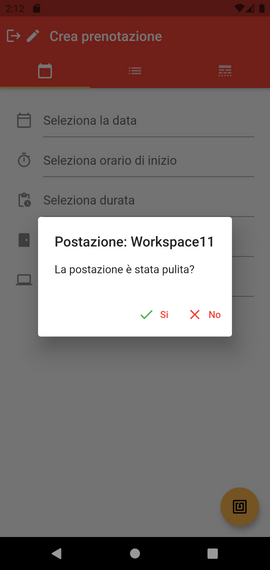 2:12
Crea prenotazione
Seleziona la data
Seleziona orario di inizio
Seleziona durata
Postazione: Workspace11
La postazione è stata pulita?
Si
No